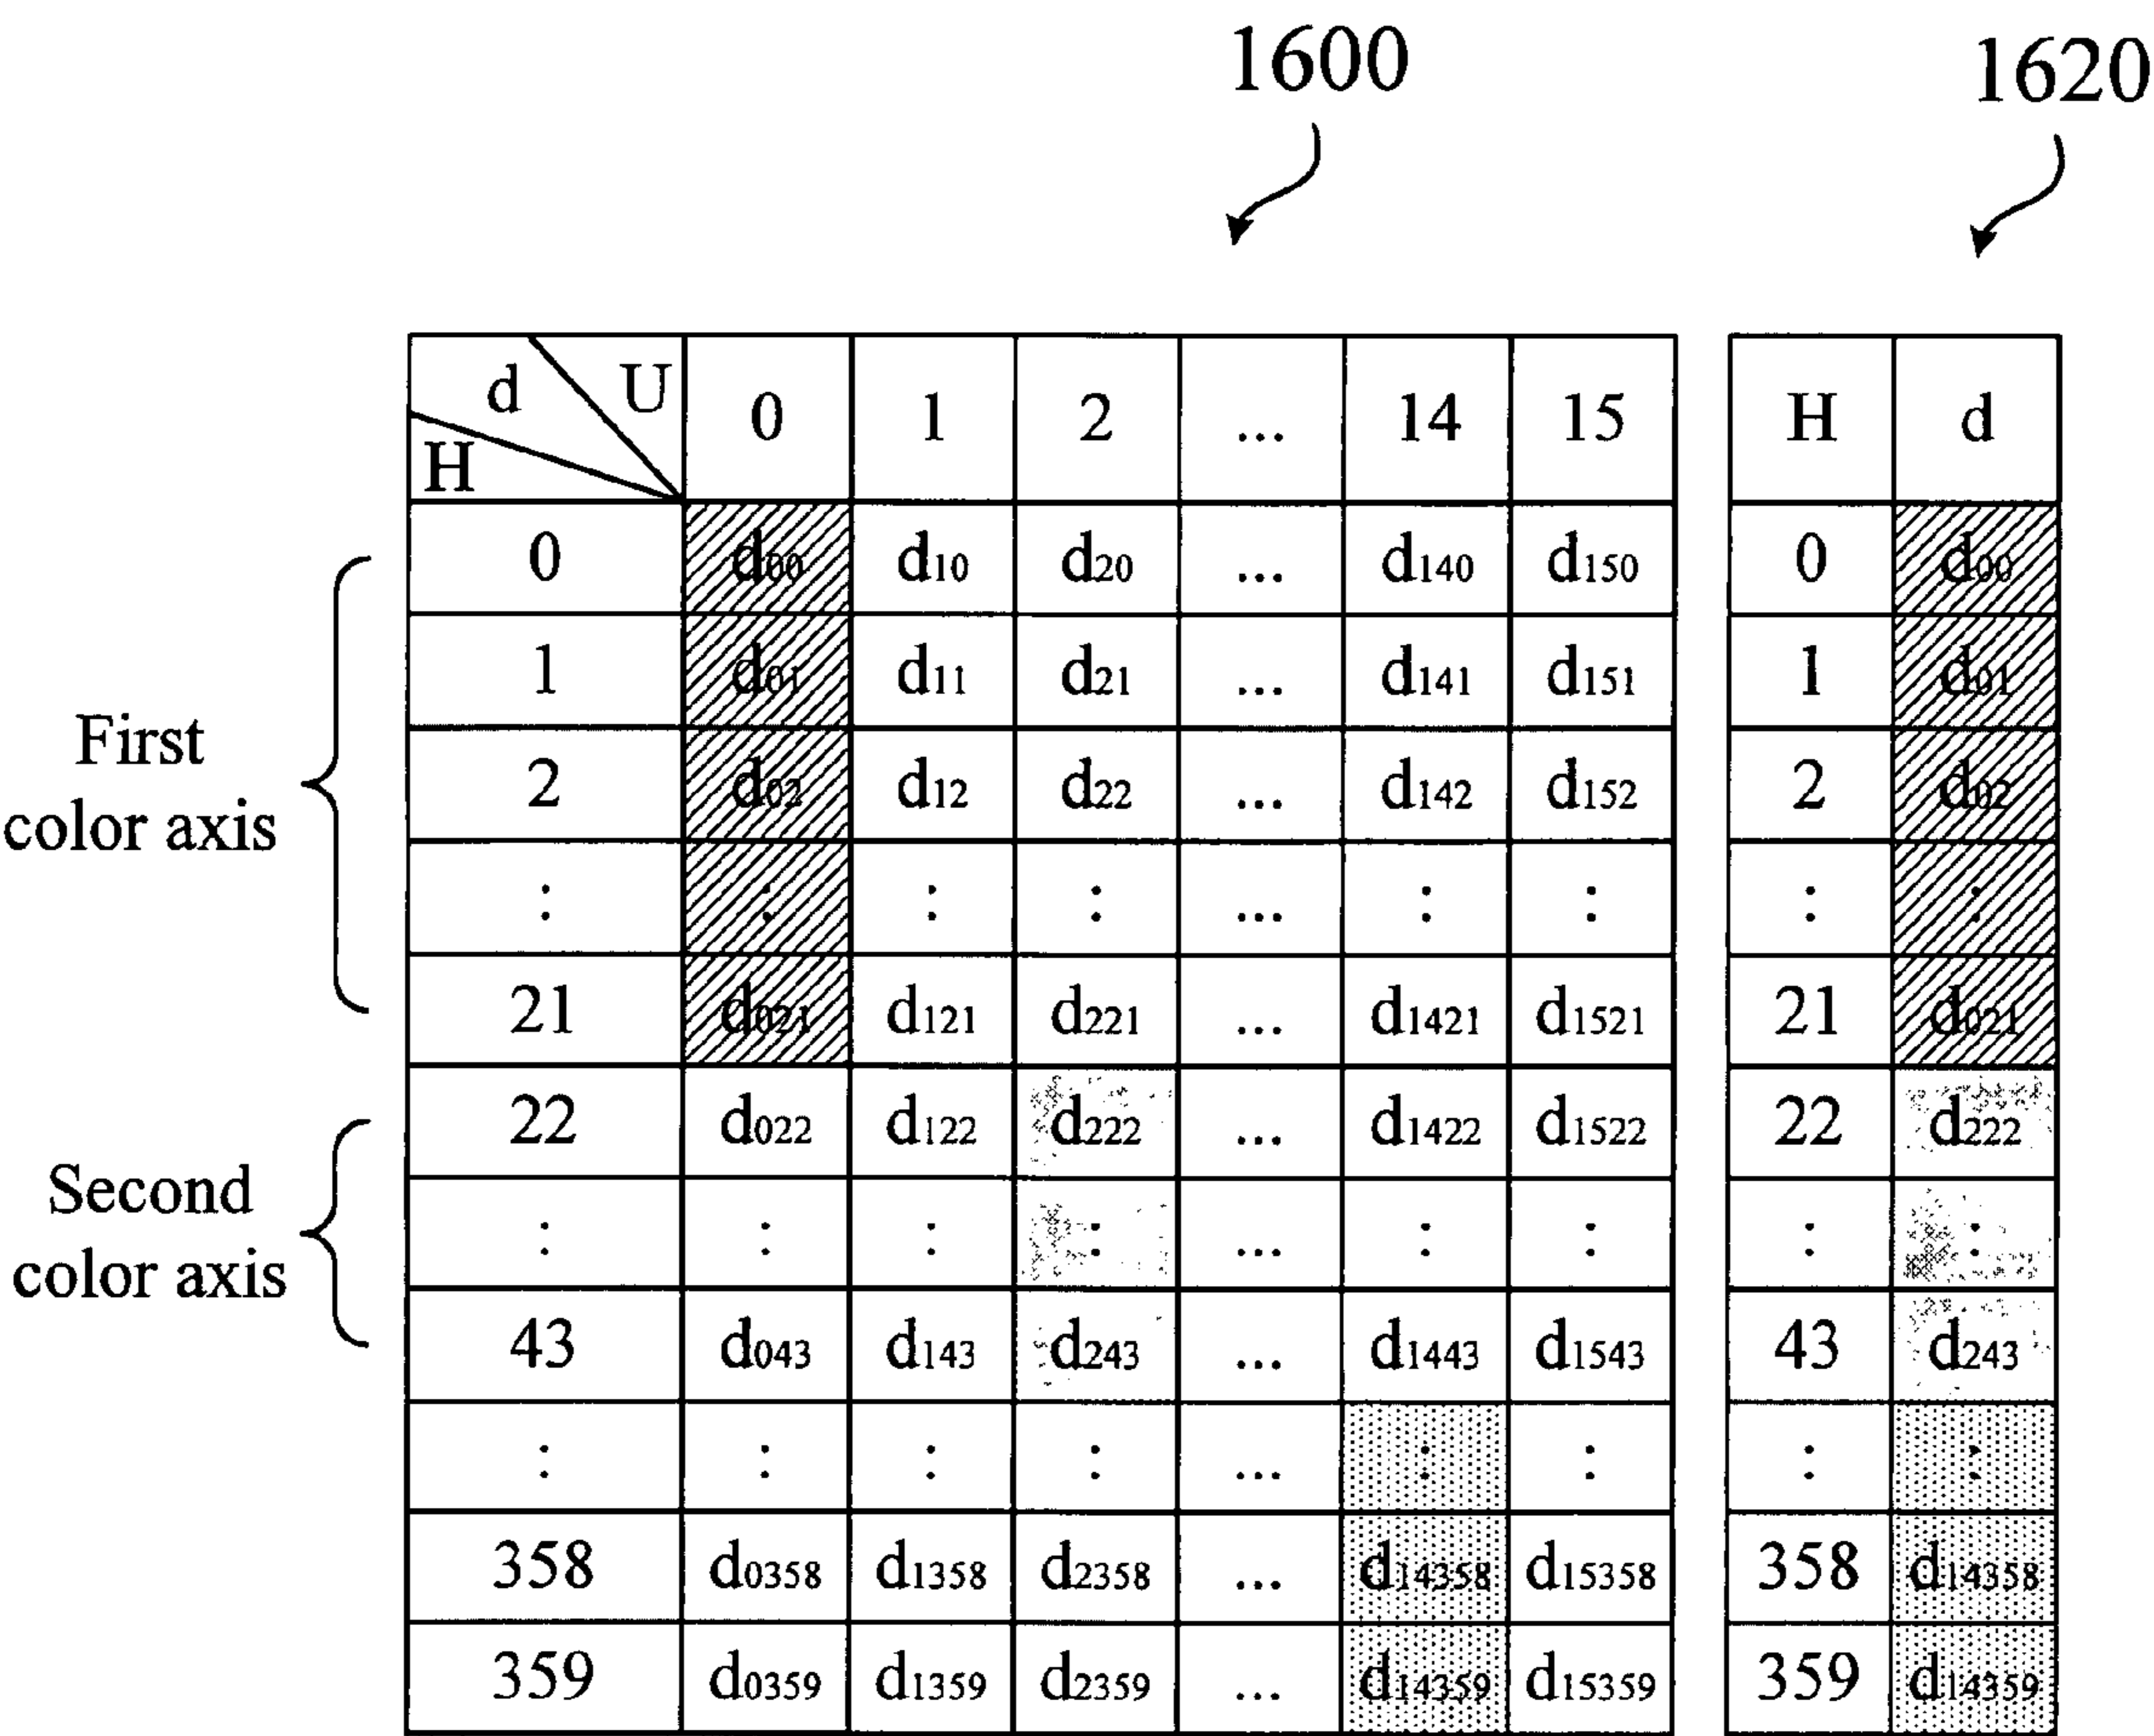 1600 1620
d U 0 1 2 ... 14 15 H d
H
0 d00 d10 d20 ... d140 d150 0 d00
1 d01 d11 d21 ... d141 d151 1 d01
First
color axis
2 d02 d12 d22 ... d142 d152 2 d02
: : : : ... : : : :
21 d021 d121 d221 ... d1421 d1521 21 d021
22 d022 d122 d222 ... d1422 d1522 22 d222
Second
color axis
: : : : ... : : : :
43 d043 d143 d243 ... d1443 d1543 43 d243
: : : : ... : : : :
358 d0358 d1358 d2358 ... d14358 d15358 358 d14358
359 d0359 d1359 d2359 ... d14359 d15359 359 d14359